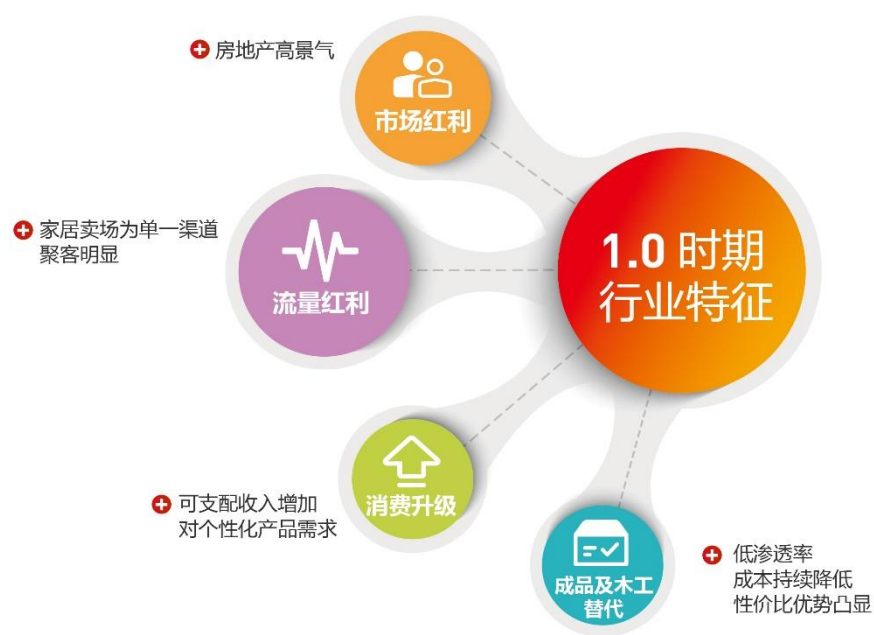 房地产高景气
市场红利
家居卖场为单一渠道
聚客明显
流量红利
1.0 时期
行业特征
可支配收入增加
对个性化产品需求
消费升级
成品及木工
替代
低渗透率
成本持续降低
性价比优势凸显